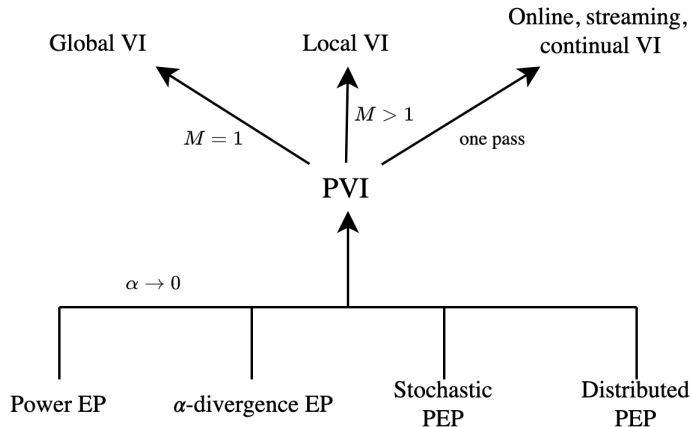 Global VI
Local VI
Online, streaming,
continual VI
M = 1
M > 1
one pass
PVI
α → 0
Power EP
α-divergence EP
Stochastic
PEP
Distributed
PEP